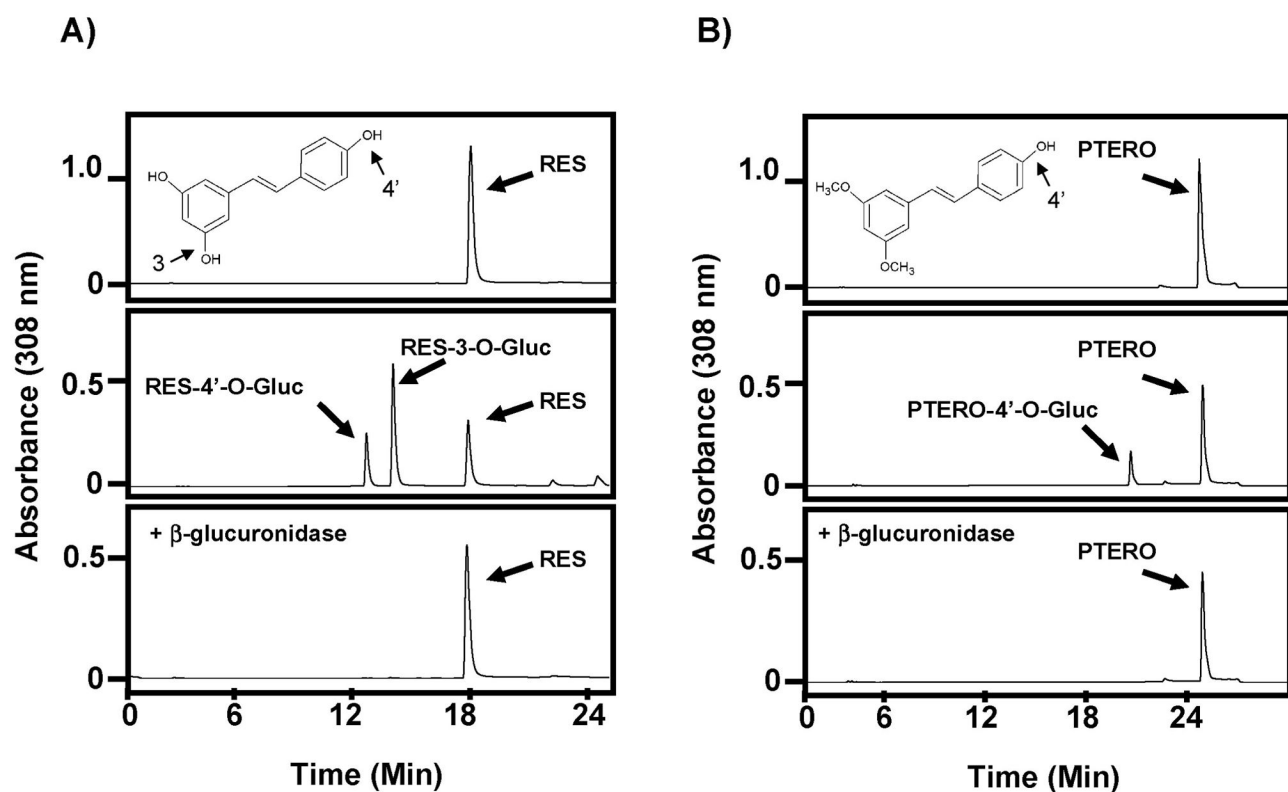 A)
Absorbance (308 nm)
1.0
0
HO
3
OH
OH
4'
RES
0.5
0
RES-4'-O-Gluc
RES-3-O-Gluc
RES
0.5
0
+ β-glucuronidase
RES
0
6
12
18
24
Time (Min)
B)
Absorbance (308 nm)
1.0
0
H₃CO
OCH₃
OH
4'
PTERO
0.5
0
PTERO-4'-O-Gluc
PTERO
0.5
0
+ β-glucuronidase
PTERO
0
6
12
18
24
Time (Min)